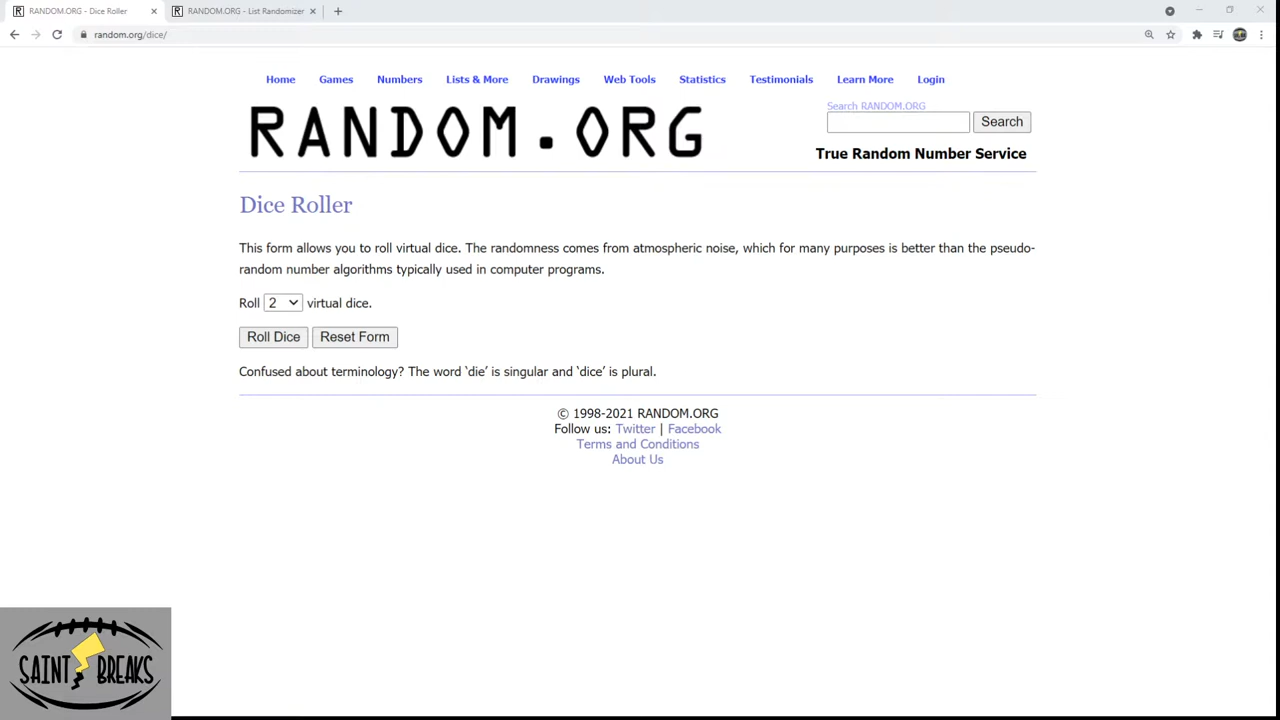 RANDOM.ORG - Dice Roller
RANDOM.ORG - List Randomizer
random.org/dice/
Home Games Numbers Lists & More Drawings Web Tools Statistics Testimonials Learn More Login
RANDOM.ORG
Search RANDOM.ORG
Search
True Random Number Service
Dice Roller
This form allows you to roll virtual dice. The randomness comes from atmospheric noise, which for many purposes is better than the pseudo-
random number algorithms typically used in computer programs.
Roll 2 virtual dice.
Roll Dice Reset Form
Confused about terminology? The word ‘die’ is singular and ‘dice’ is plural.
© 1998-2021 RANDOM.ORG
Follow us: Twitter | Facebook
Terms and Conditions
About Us
SAINT BREAKS